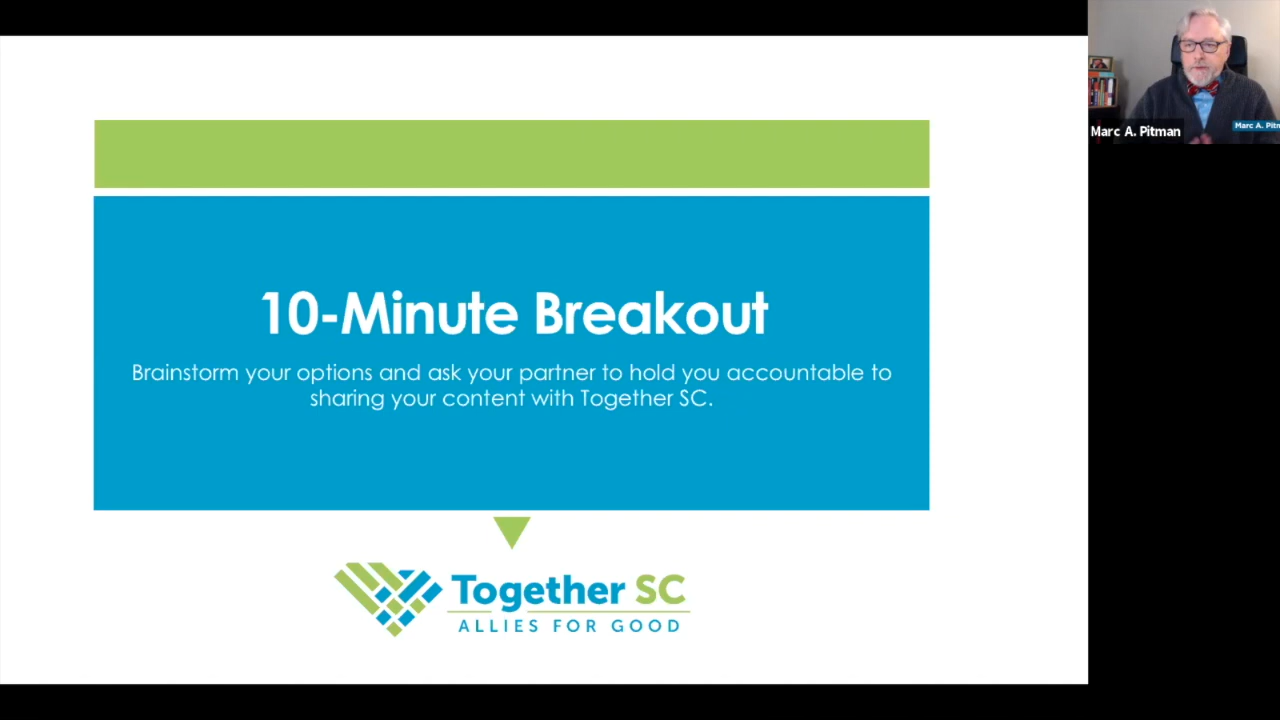 10-Minute Breakout
Brainstorm your options and ask your partner to hold you accountable to
sharing your content with Together SC.
Together SC
ALLIES FOR GOOD
Marc A. Pitman
Marc A.